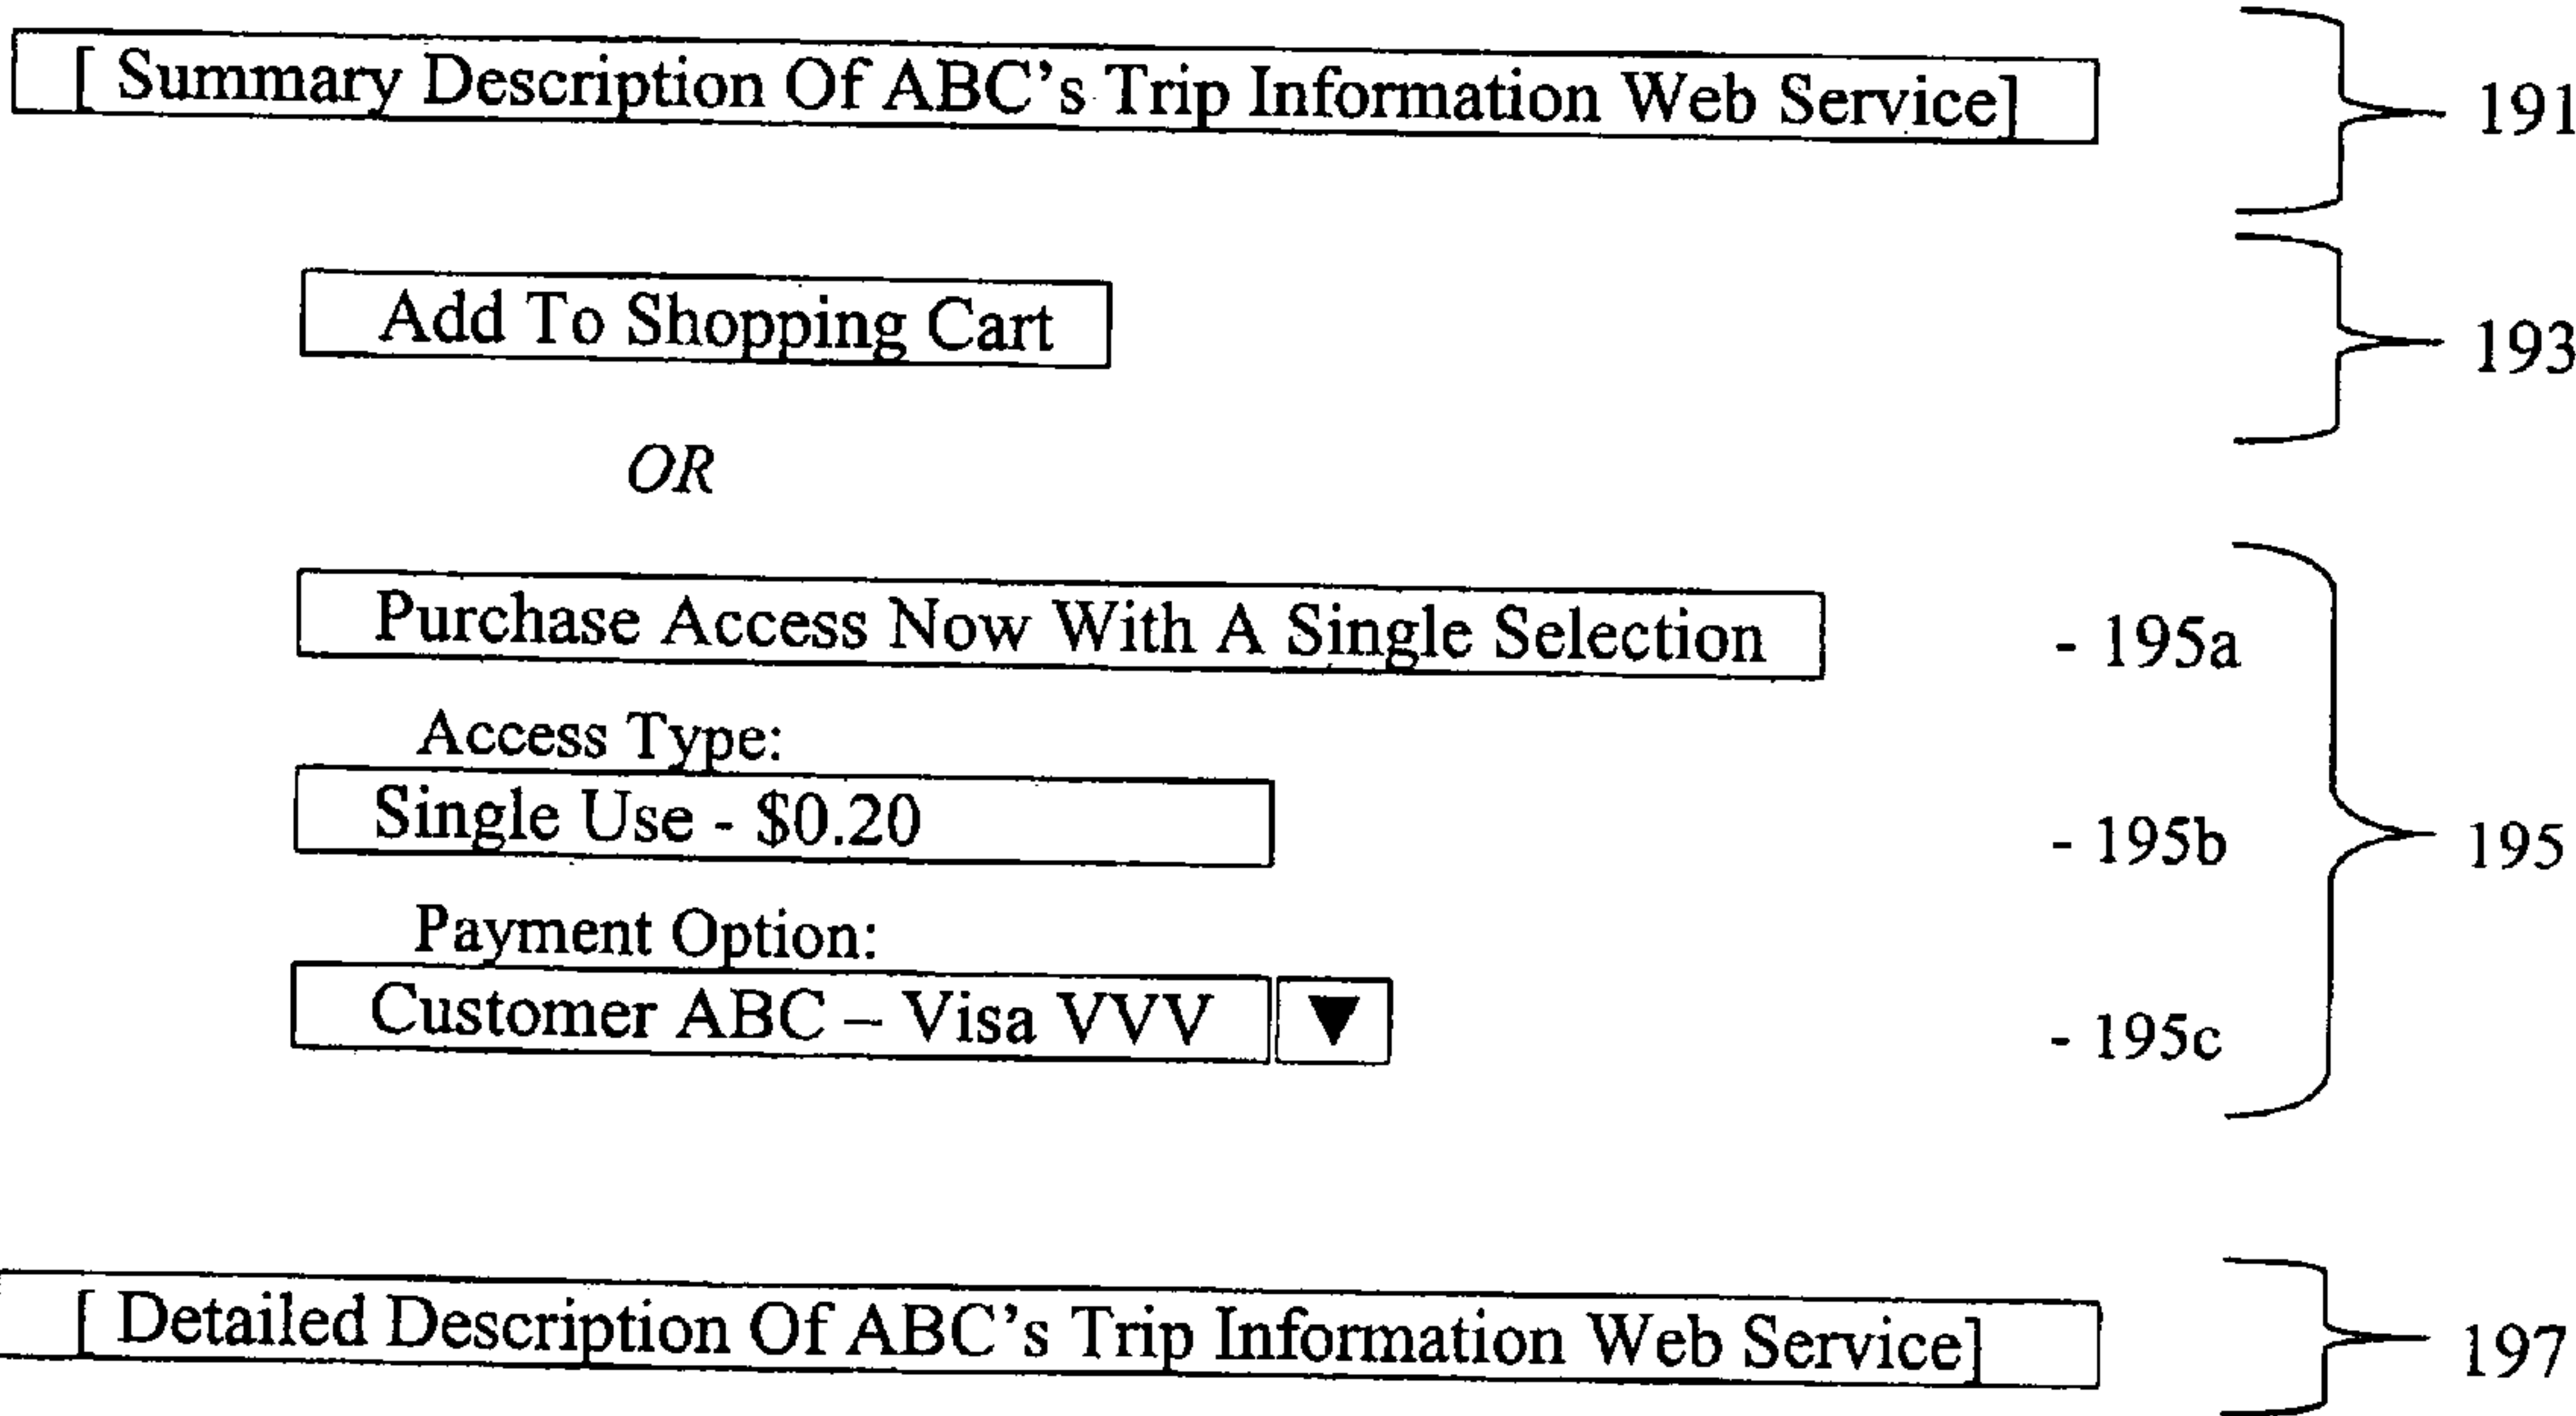 [ Summary Description Of ABC's Trip Information Web Service] 191
Add To Shopping Cart 193
OR
Purchase Access Now With A Single Selection - 195a
Access Type:
Single Use - $0.20 - 195b 195
Payment Option:
Customer ABC – Visa VVV ▼ - 195c
[ Detailed Description Of ABC's Trip Information Web Service] 197